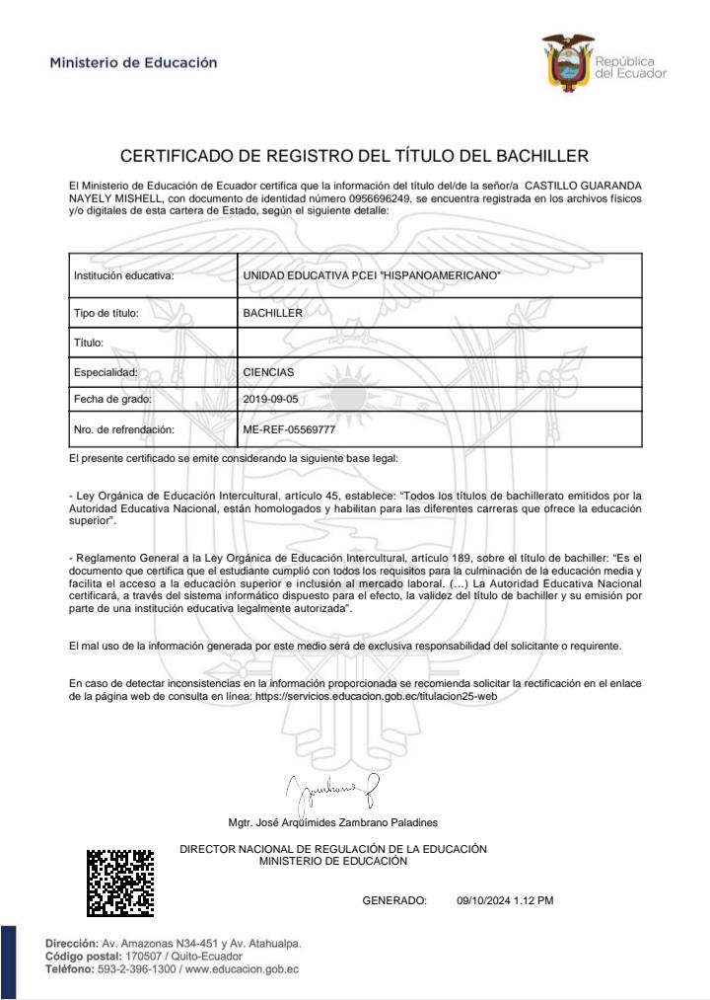 Ministerio de Educación
República
del Ecuador
CERTIFICADO DE REGISTRO DEL TÍTULO DEL BACHILLER
El Ministerio de Educación de Ecuador certifica que la información del título del/de la señor/a CASTILLO GUARANDA
NAYELY MISHELL, con documento de identidad número 0956696249, se encuentra registrada en los archivos físicos
y/o digitales de esta cartera de Estado, según el siguiente detalle:
Institución educativa: UNIDAD EDUCATIVA PCEI "HISPANOAMERICANO"
Tipo de título: BACHILLER
Título:
Especialidad: CIENCIAS
Fecha de grado: 2019-09-05
Nro. de refrendación: ME-REF-05569777
El presente certificado se emite considerando la siguiente base legal:
- Ley Orgánica de Educación Intercultural, artículo 45, establece: “Todos los títulos de bachillerato emitidos por la
Autoridad Educativa Nacional, están homologados y habilitan para las diferentes carreras que ofrece la educación
superior”.
- Reglamento General a la Ley Orgánica de Educación Intercultural, artículo 189, sobre el título de bachiller: “Es el
documento que certifica que el estudiante cumplió con todos los requisitos para la culminación de la educación media y
facilita el acceso a la educación superior e inclusión al mercado laboral. (...) La Autoridad Educativa Nacional
certificará, a través del sistema informático dispuesto para el efecto, la validez del título de bachiller y su emisión por
parte de una institución educativa legalmente autorizada”.
El mal uso de la información generada por este medio será de exclusiva responsabilidad del solicitante o requirente.
En caso de detectar inconsistencias en la información proporcionada se recomienda solicitar la rectificación en el enlace
de la página web de consulta en línea: https://servicios.educacion.gob.ec/titulacion25-web
Mgtr. José Arquímides Zambrano Paladines
DIRECTOR NACIONAL DE REGULACIÓN DE LA EDUCACIÓN
MINISTERIO DE EDUCACIÓN
GENERADO: 09/10/2024 1.12 PM
Dirección: Av. Amazonas N34-451 y Av. Atahualpa.
Código postal: 170507 / Quito-Ecuador
Teléfono: 593-2-396-1300 / www.educacion.gob.ec